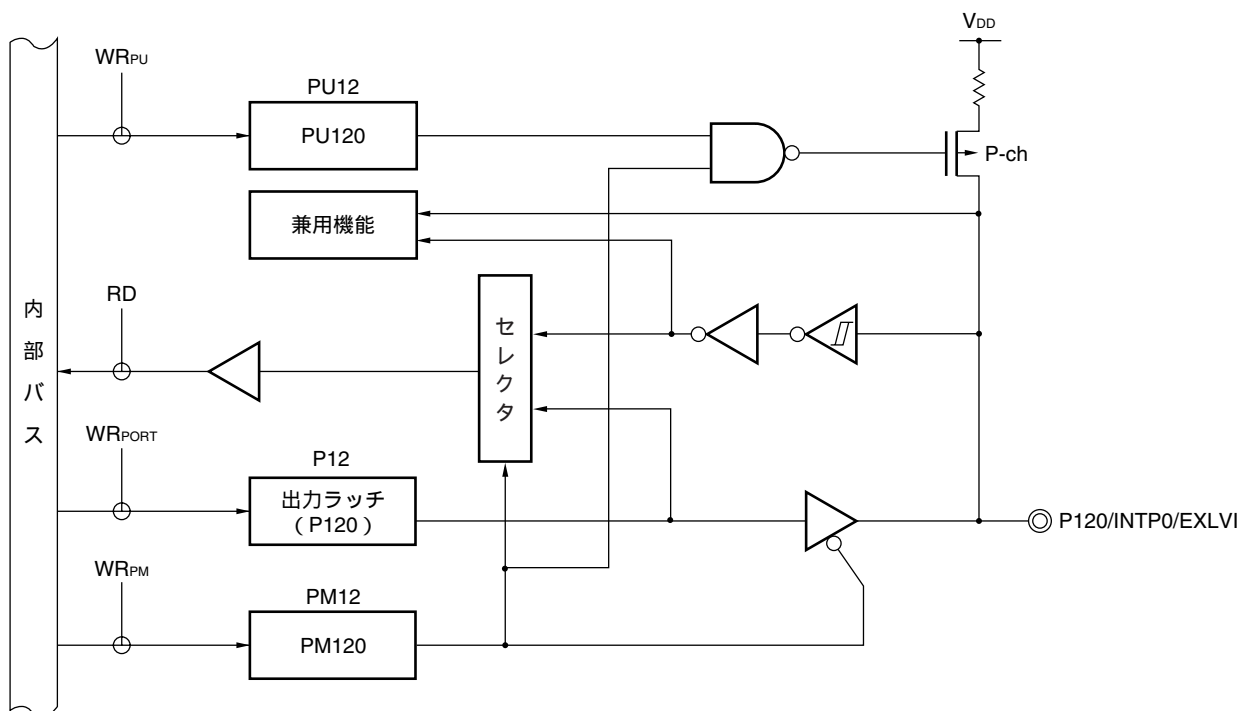 VDD
WRPU
PU12
PU120
P-ch
兼用機能
内部バス
RD
セレクタ
WRPORT
P12
出力ラッチ
（P120）
P120/INTP0/EXLVI
WRPM
PM12
PM120